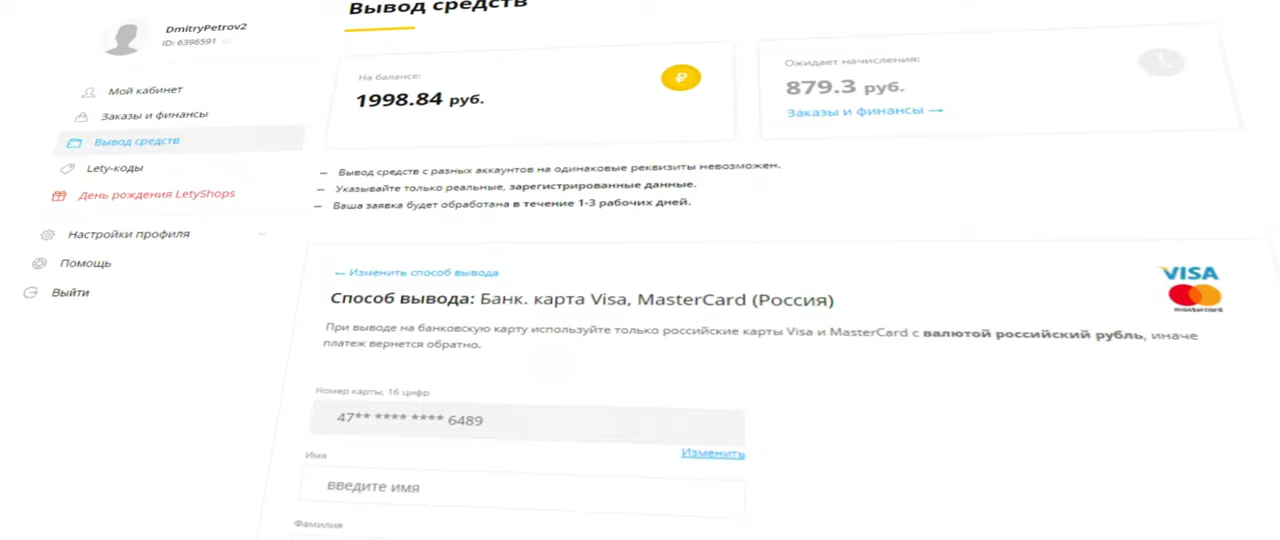 Вывод средств
DmitryPetrov2
ID: 6396591
Мой кабинет
Заказы и финансы
Вывод средств
Lety-коды
День рождения LetyShops
Настройки профиля
Помощь
Выйти
На балансе:
1998.84 руб.
₽
Ожидает начисления:
879.3 руб.
Заказы и финансы →
— Вывод средств с разных аккаунтов на одинаковые реквизиты невозможен.
— Указывайте только реальные, зарегистрированные данные.
— Ваша заявка будет обработана в течение 1-3 рабочих дней.
← Изменить способ вывода
Способ вывода: Банк. карта Visa, MasterCard (Россия)
VISA
mastercard
При выводе на банковскую карту используйте только российские карты Visa и MasterCard с валютой российский рубль, иначе
платеж вернется обратно.
Номер карты, 16 цифр
47** **** **** 6489
Изменить
Имя
введите имя
Фамилия